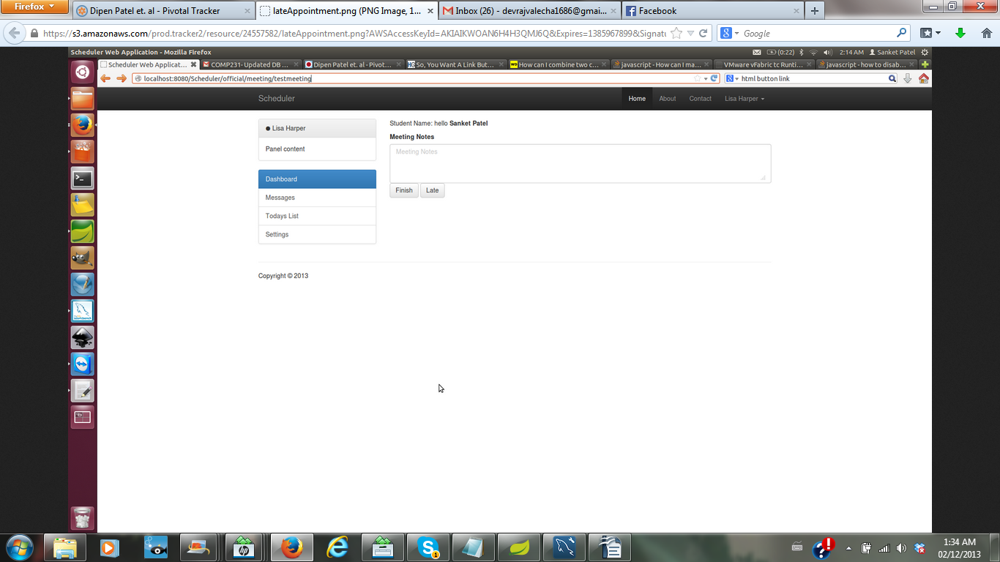 Firefox
Dipen Patel et. al - Pivotal Tracker
lateAppointment.png (PNG Image, 1...
Inbox (26) - devrajvalecha1686@gmai...
Facebook
https://s3.amazonaws.com/prod.tracker2/resource/24557582/lateAppointment.png?AWSAccessKeyId=AKIAIKWOAN6H4H3QMJ6Q&Expires=1385967899&Signatu
Google
Scheduler Web Application - Mozilla Firefox
(0:22)
2:14 AM
Sanket Patel
Scheduler Web Applicat...
COMP231- Updated DB ...
Dipen Patel et. al - Pivot...
So, You Want A Link But...
How can I combine two c...
javascript - How can I ma...
VMware vFabric tc Runti...
javascript - how to disab...
localhost:8080/Scheduler/official/meeting/testmeeting
html button link
Scheduler
Home
About
Contact
Lisa Harper
Lisa Harper
Panel content
Dashboard
Messages
Todays List
Settings
Student Name: hello Sanket Patel
Meeting Notes
Meeting Notes
Finish
Late
Copyright © 2013
1:34 AM
02/12/2013